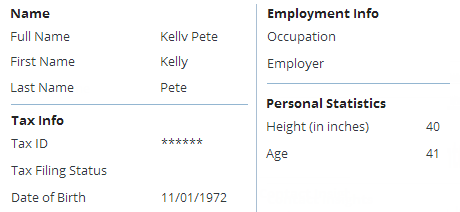 Name
Full Name Kelly Pete
First Name Kelly
Last Name Pete
Tax Info
Tax ID ******
Tax Filing Status
Date of Birth 11/01/1972
Employment Info
Occupation
Employer
Personal Statistics
Height (in inches) 40
Age 41